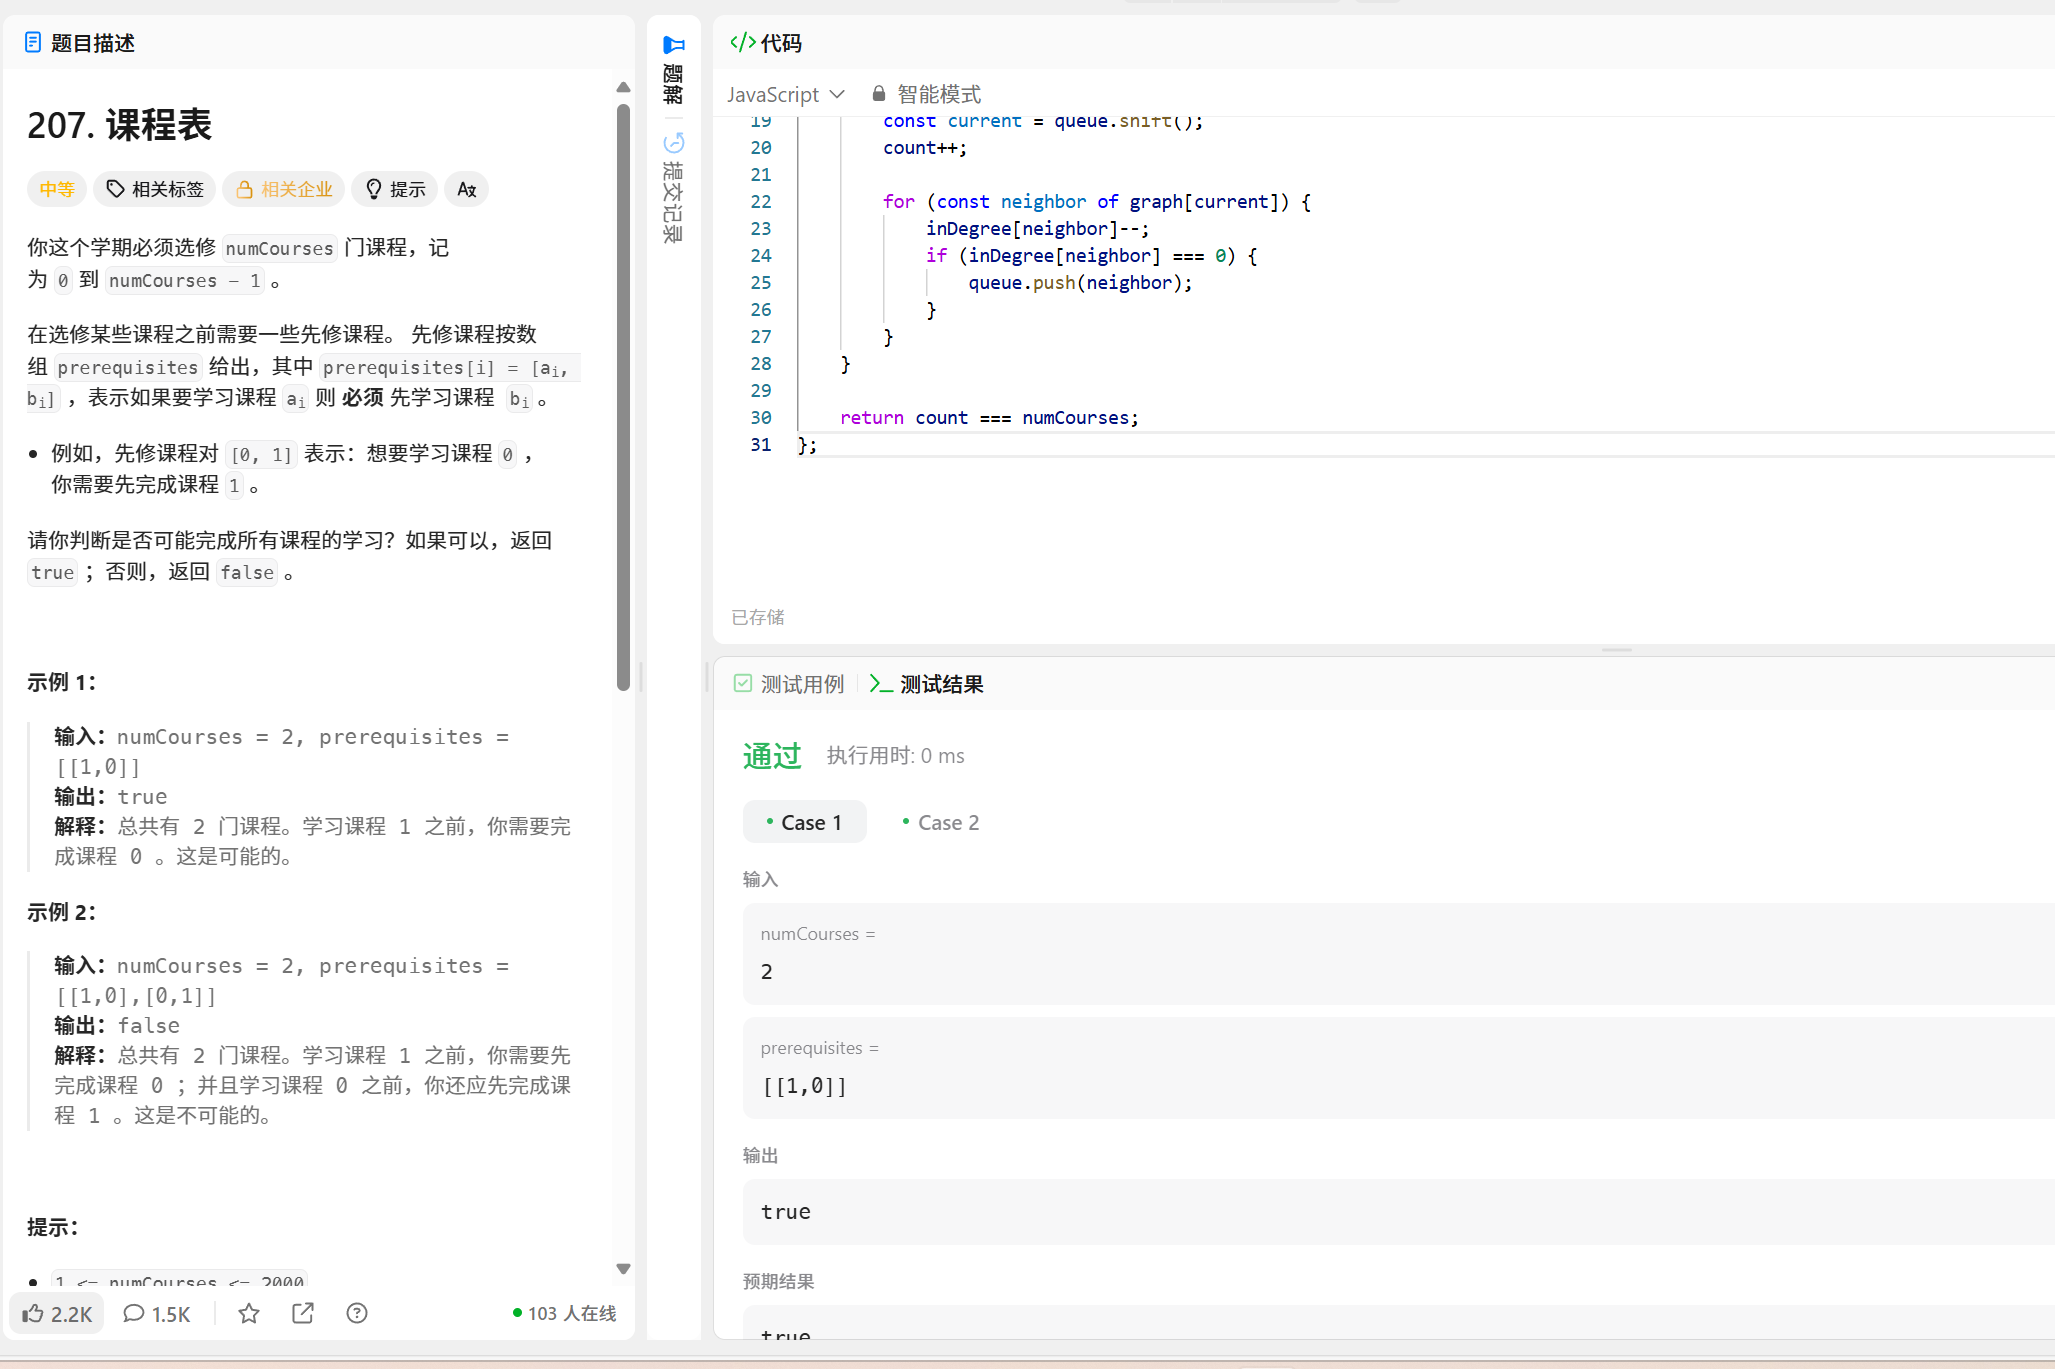 题目描述
207. 课程表
中等 相关标签 相关企业 提示
你这个学期必须选修 numCourses 门课程，记
为 0 到 numCourses - 1 。
在选修某些课程之前需要一些先修课程。 先修课程按数
组 prerequisites 给出，其中 prerequisites[i] = [ai,
bi] ，表示如果要学习课程 ai 则 必须 先学习课程 bi 。
例如，先修课程对 [0, 1] 表示：想要学习课程 0 ，
你需要先完成课程 1 。
请你判断是否可能完成所有课程的学习？如果可以，返回
true ；否则，返回 false 。
示例 1：
输入：numCourses = 2, prerequisites =
[[1,0]]
输出：true
解释：总共有 2 门课程。学习课程 1 之前，你需要完
成课程 0 。这是可能的。
示例 2：
输入：numCourses = 2, prerequisites =
[[1,0],[0,1]]
输出：false
解释：总共有 2 门课程。学习课程 1 之前，你需要先
完成课程 0 ；并且学习课程 0 之前，你还应先完成课
程 1 。这是不可能的。
提示：
1 <= numCourses <= 2000
2.2K 1.5K 103 人在线
题解
提交记录
</> 代码
JavaScript 智能模式
19 const current = queue.shift();
20 count++;
21
22 for (const neighbor of graph[current]) {
23 inDegree[neighbor]--;
24 if (inDegree[neighbor] === 0) {
25 queue.push(neighbor);
26 }
27 }
28 }
29
30 return count === numCourses;
31 };
已存储
测试用例 >_ 测试结果
通过 执行用时: 0 ms
Case 1 Case 2
输入
numCourses =
2
prerequisites =
[[1,0]]
输出
true
预期结果
true